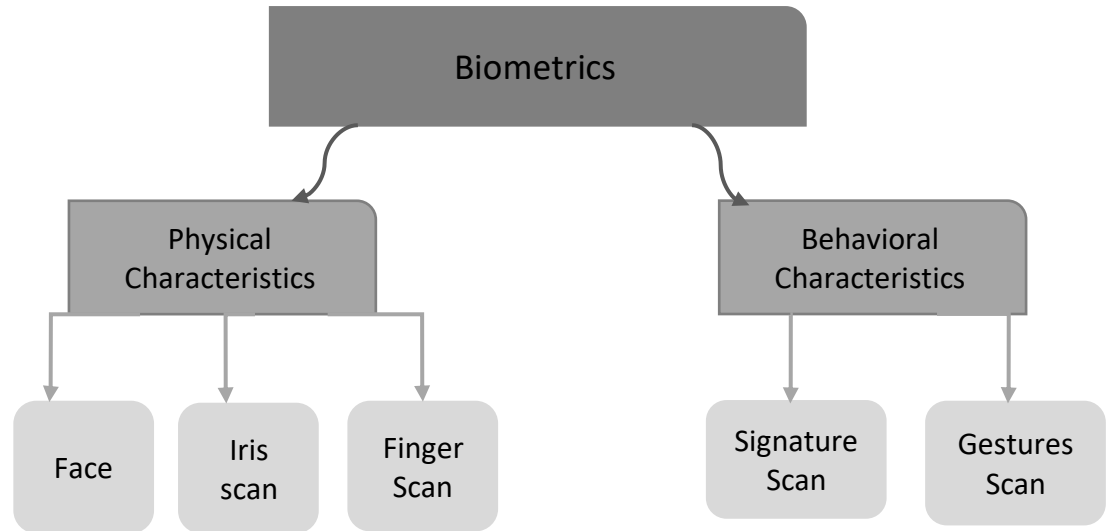 Biometrics
Physical
Characteristics
Behavioral
Characteristics
Face
Iris
scan
Finger
Scan
Signature
Scan
Gestures
Scan